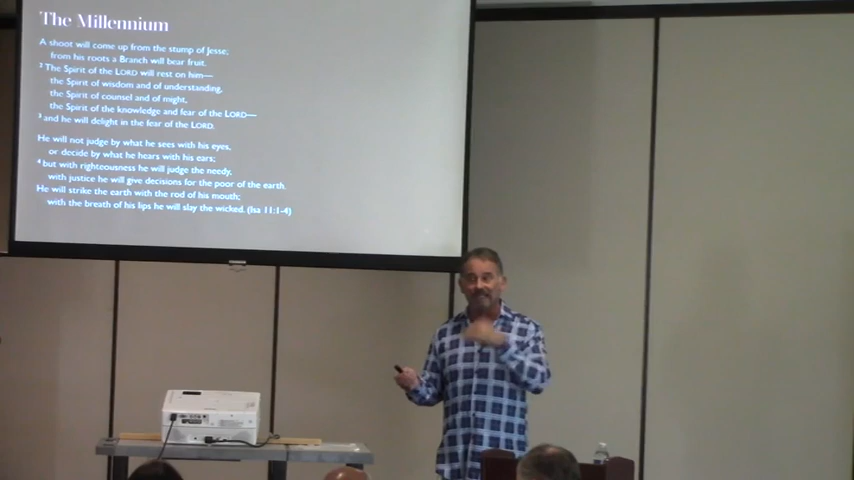 The Millennium
A shoot will come up from the stump of Jesse;
from his roots a Branch will bear fruit.
2 The Spirit of the LORD will rest on him—
the Spirit of wisdom and of understanding,
the Spirit of counsel and of might,
the Spirit of the knowledge and fear of the LORD—
3 and he will delight in the fear of the LORD.
He will not judge by what he sees with his eyes,
or decide by what he hears with his ears;
4 but with righteousness he will judge the needy,
with justice he will give decisions for the poor of the earth.
He will strike the earth with the rod of his mouth;
with the breath of his lips he will slay the wicked. (Isa 11:1-4)